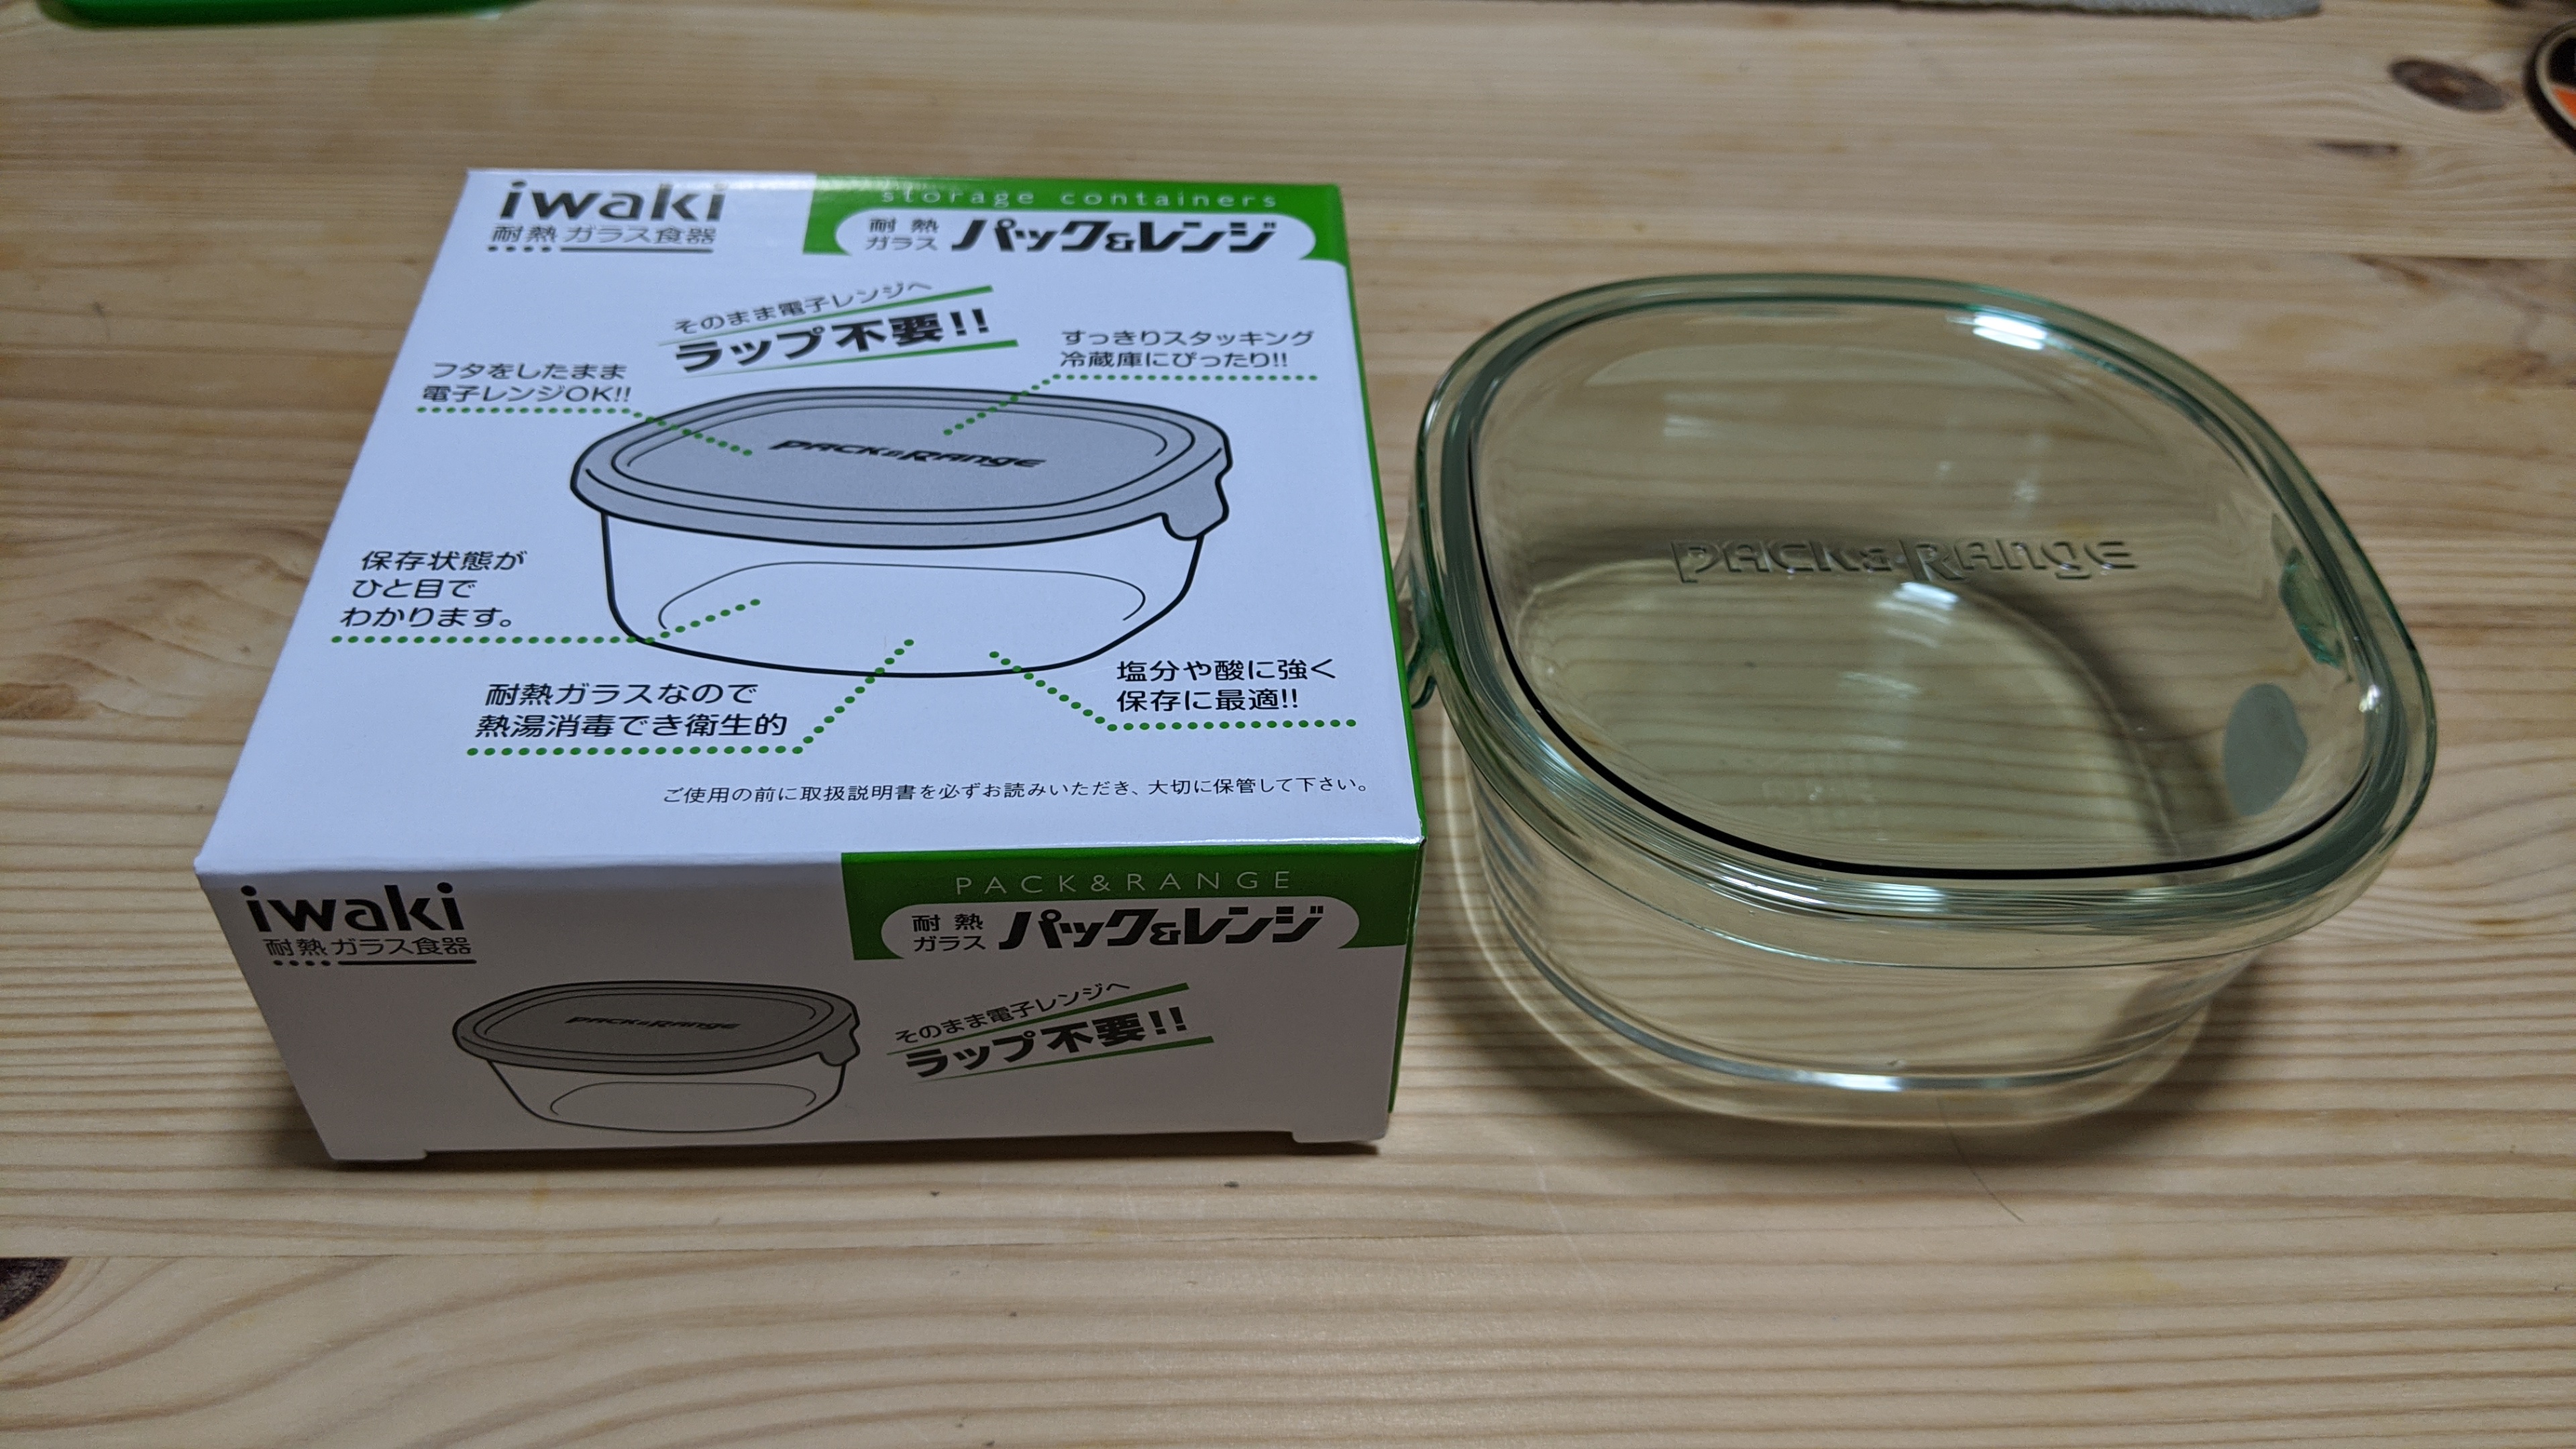 iwaki
耐熱ガラス食器
storage containers
耐熱
ガラス
パック&レンジ
そのまま電子レンジへ
ラップ不要!!
フタをしたまま
電子レンジOK!!
すっきりスタッキング
冷蔵庫にぴったり!!
PACK&RANGE
保存状態が
ひと目で
わかります。
耐熱ガラスなので
熱湯消毒でき衛生的
塩分や酸に強く
保存に最適!!
ご使用の前に取扱説明書を必ずお読みいただき、大切に保管して下さい。
iwaki
耐熱ガラス食器
PACK&RANGE
耐熱
ガラス
パック&レンジ
PACK&RANGE
そのまま電子レンジへ
ラップ不要!!
PACK&RANGE